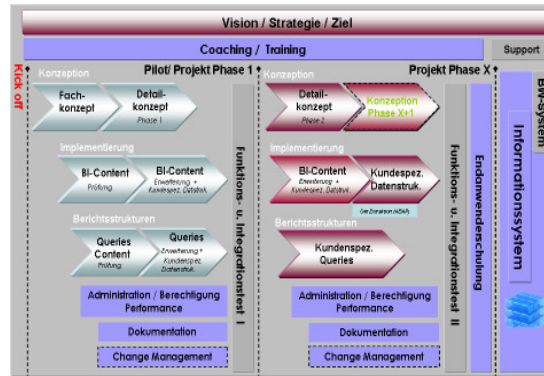 Vision / Strategie / Ziel
Coaching / Training
Support
Kick off
Konzeption
Pilot/ Projekt Phase 1
Fach-
konzept
Detail-
konzept
Phase 1
Implementierung
BI-Content
Prüfung
BI-Content
Erweiterung +
Kundenspez. Datstruk.
Berichtsstrukturen
Queries
Content
Prüfung
Queries
Erweiterung +
Kundenspez.
Datenstruk.
Administration / Berechtigung
Performance
Dokumentation
Change Management
Funktions- u. Integrationstest I
Konzeption
Projekt Phase X
Detail-
konzept
Phase 2
Konzeption
Phase X+1
Implementierung
BI-Content
Erweiterung +
Kundenspez. Datstruk.
Kundespez.
Datenstruk.
Berichtsstrukturen
Kundenspez.
Queries
Administration / Berechtigung
Performance
Dokumentation
Change Management
Funktions- u. Integrationstest II
Endanwenderschulung
Informationssystem
BW-System